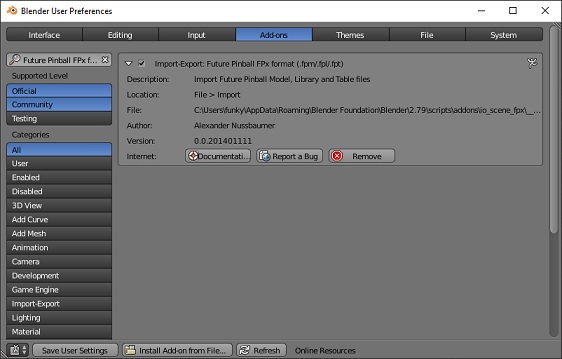 Blender User Preferences
Interface Editing Input Add-ons Themes File System
Future Pinball FPx f...
Supported Level
Official
Community
Testing
Categories
All
User
Enabled
Disabled
3D View
Add Curve
Add Mesh
Animation
Camera
Development
Game Engine
Import-Export
Lighting
Material
Import-Export: Future Pinball FPx format (.fpm/.fpl/.fpt)
Description: Import Future Pinball Model, Library and Table files
Location: File > Import
File: C:\Users\funky\AppData\Roaming\Blender Foundation\Blender\2.79\scripts\addons\io_scene_fpx\__...
Author: Alexander Nussbaumer
Version: 0.0.201401111
Internet: Documentati... Report a Bug Remove
Save User Settings Install Add-on from File... Refresh Online Resources